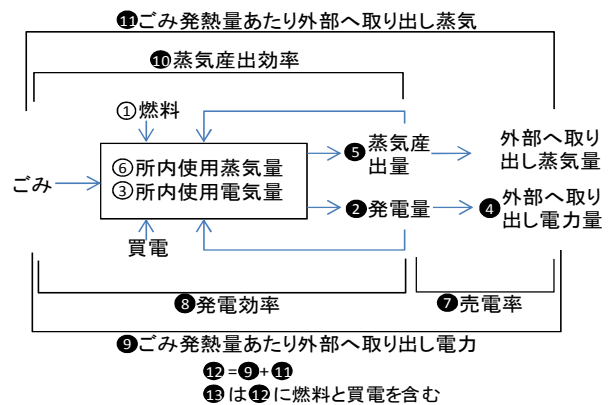 ⓫ごみ発熱量あたり外部へ取り出し蒸気
❿蒸気産出効率
①燃料
❺蒸気産
出量
外部へ取り
出し蒸気量
ごみ
⑥所内使用蒸気量
③所内使用電気量
❷発電量
❹外部へ取り
出し電力量
買電
❽発電効率
❼売電率
❾ごみ発熱量あたり外部へ取り出し電力
⓬=❾+⓫
⓭は⓬に燃料と買電を含む